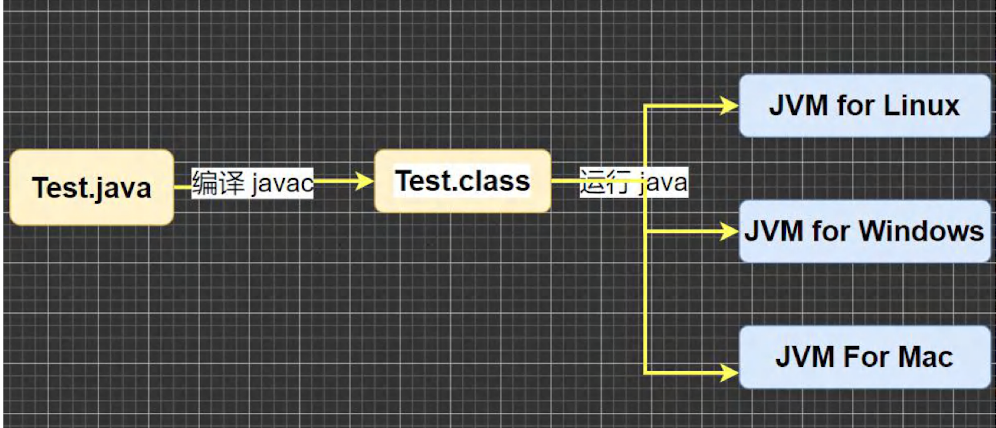 Test.java
编译 javac
Test.class
运行 java
JVM for Linux
JVM for Windows
JVM For Mac